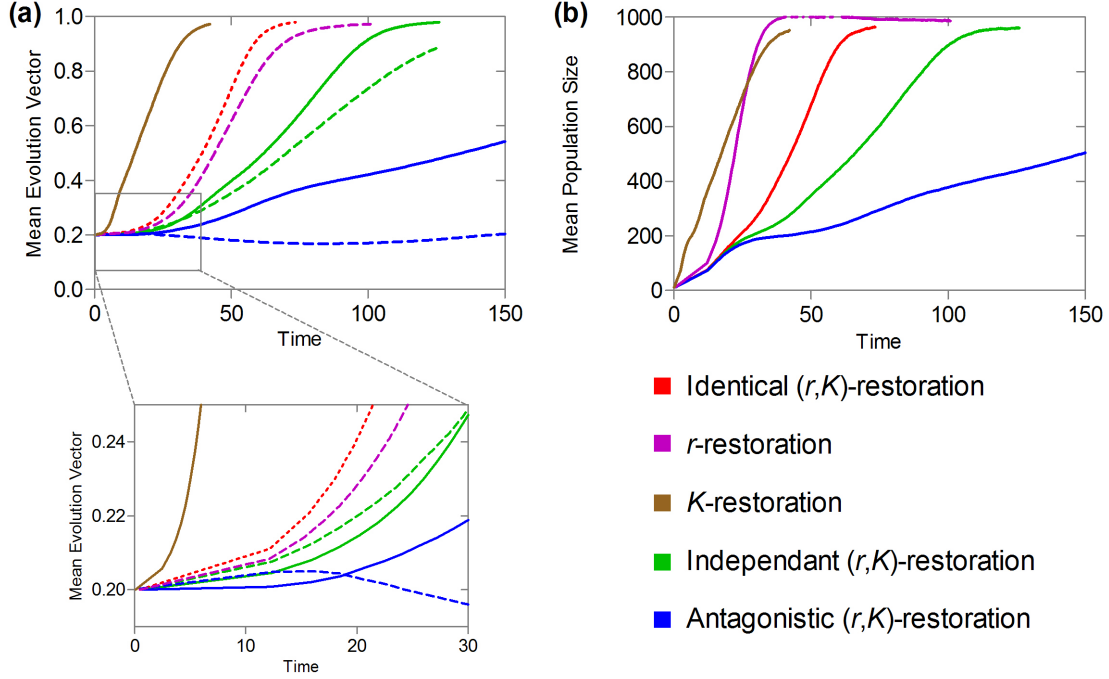 (a)
Mean Evolution Vector
1.0
0.8
0.6
0.4
0.2
0.0
0 50 100 150
Time
(b)
Mean Population Size
1000
800
600
400
200
0
0 50 100 150
Time
Mean Evolution Vector
0.24
0.22
0.20
0 10 20 30
Time
Identical (r,K)-restoration
r-restoration
K-restoration
Independant (r,K)-restoration
Antagonistic (r,K)-restoration